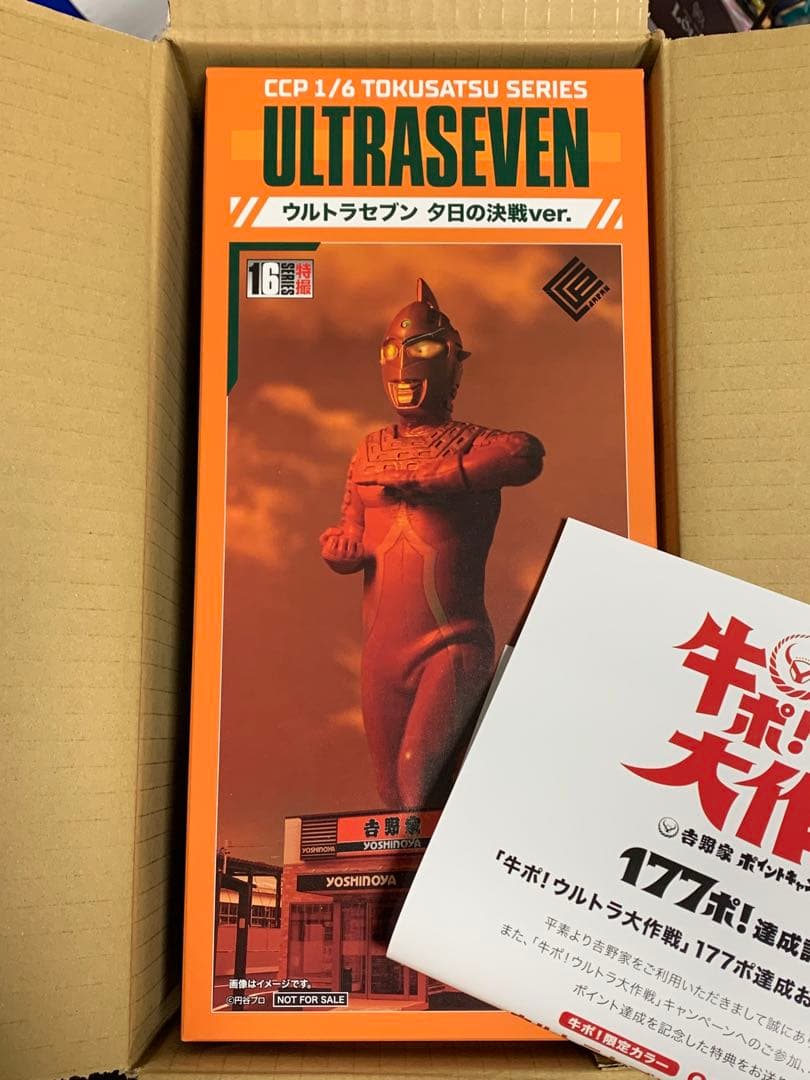 CCP 1/6 TOKUSATSU SERIES
ULTRASEVEN
ウルトラセブン 夕日の決戦ver.
16
SERIES
特撮
JAPAN
吉野家
YOSHINOYA YOSHINOYA
YOSHINOYA
画像はイメージです。
©円谷プロ NOT FOR SALE
牛ポ!
大作
吉野家 ポイントキャン
177ポ!達成
「牛ポ!ウルトラ大作戦」177ポ達成お
平素より吉野家をご利用いただきまして誠にあり
また、「牛ポ!ウルトラ大作戦」キャンペーンへのご参加、
ポイント達成を記念した特典をお送り
牛ポ!限定カラー